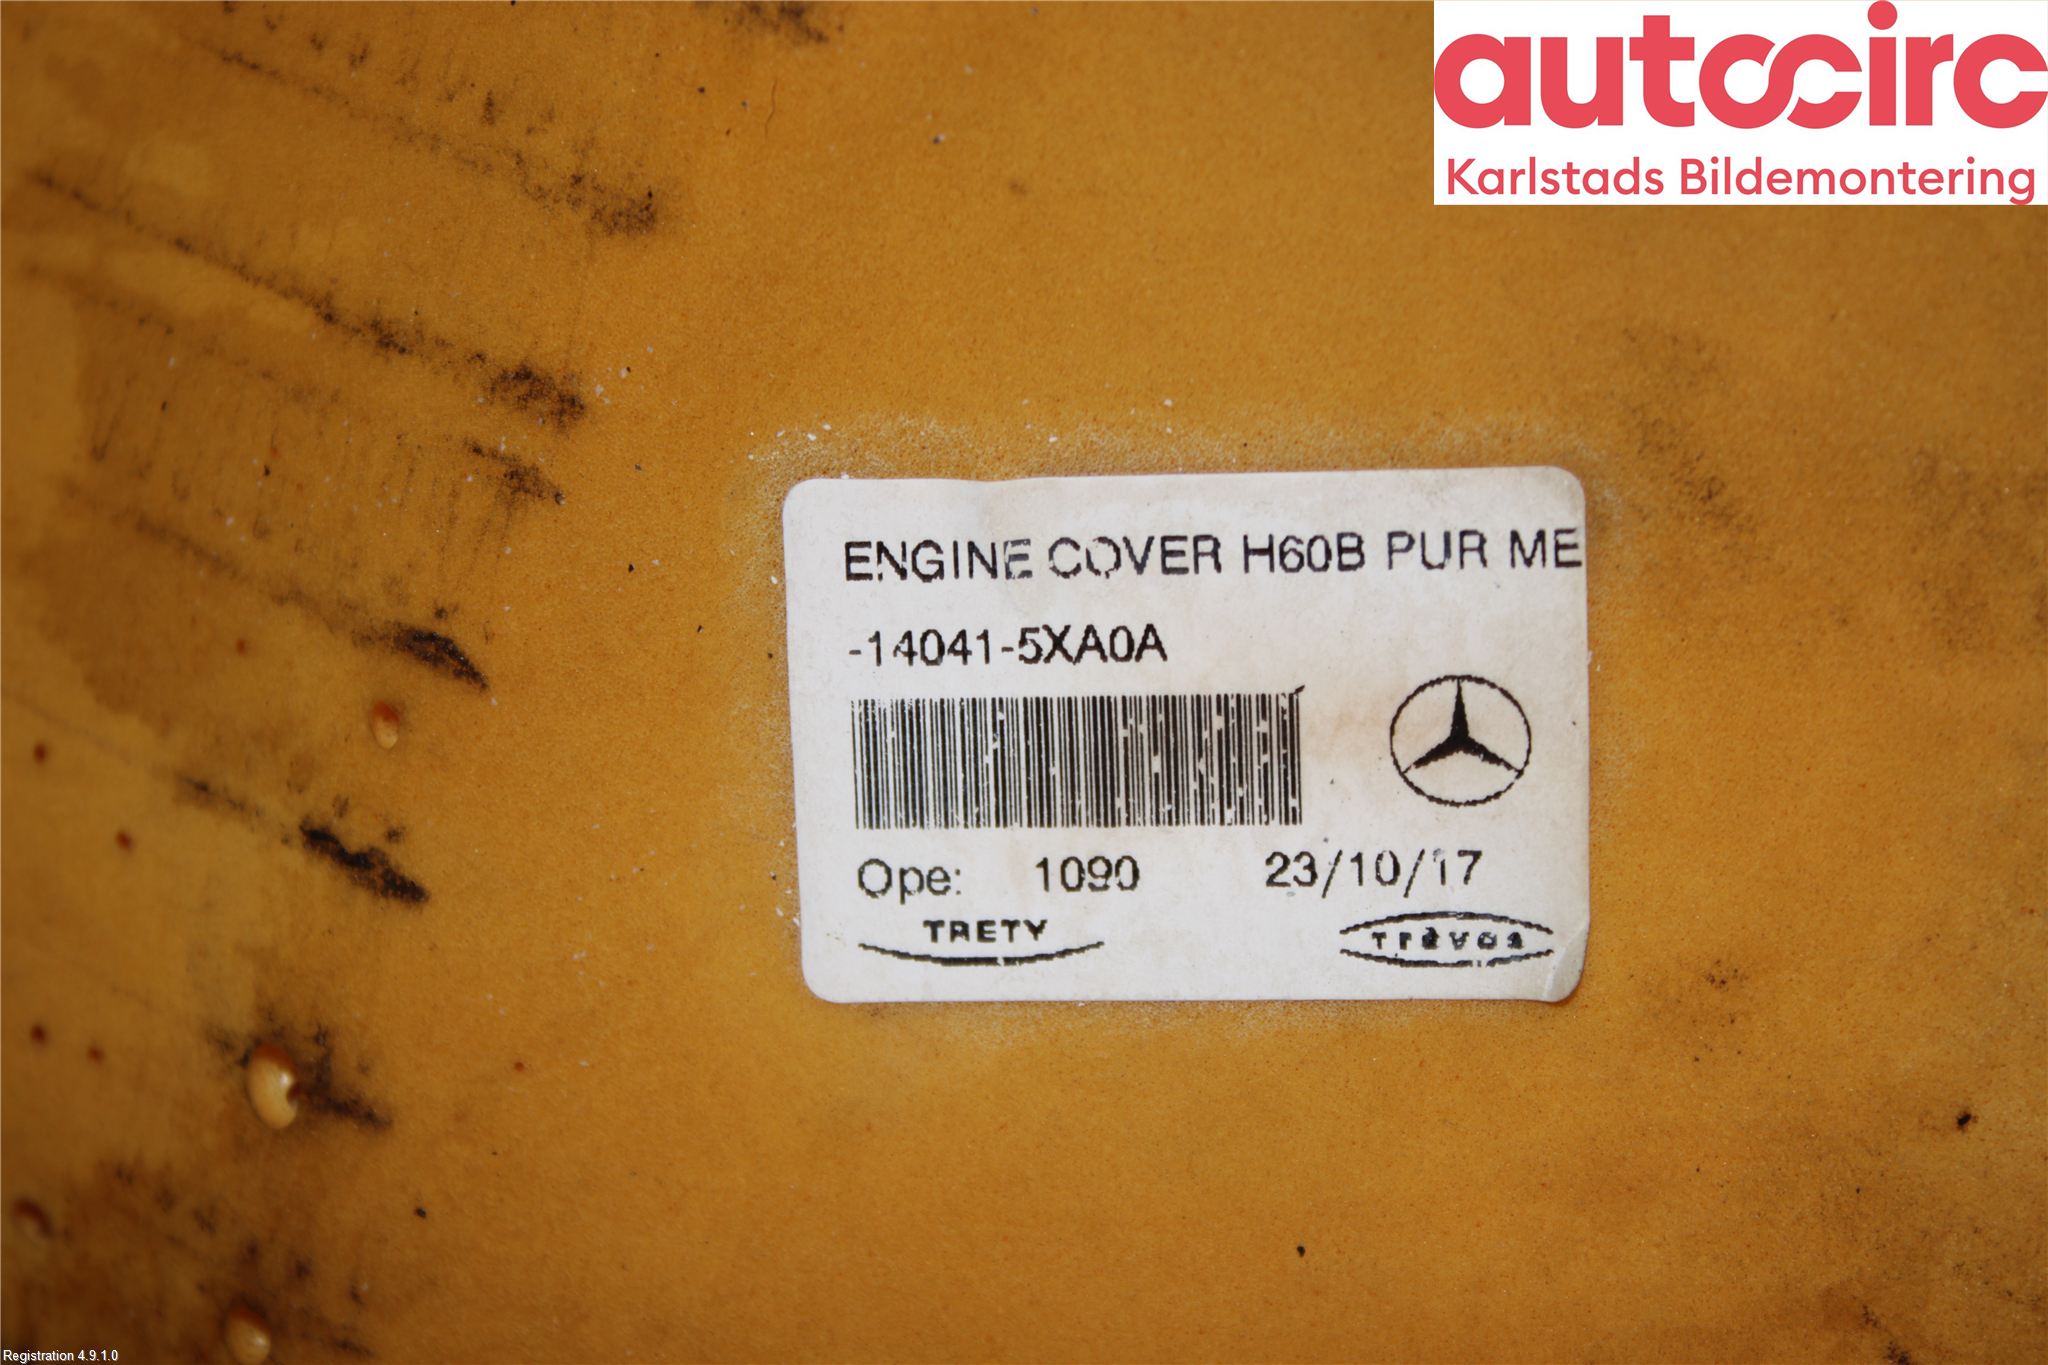 autocirc
Karlstads Bildemontering
ENGINE COVER H60B PUR ME
-14041-5XA0A
Ope: 1090 23/10/17
TRETY
Trèves
Registration 4.9.1.0